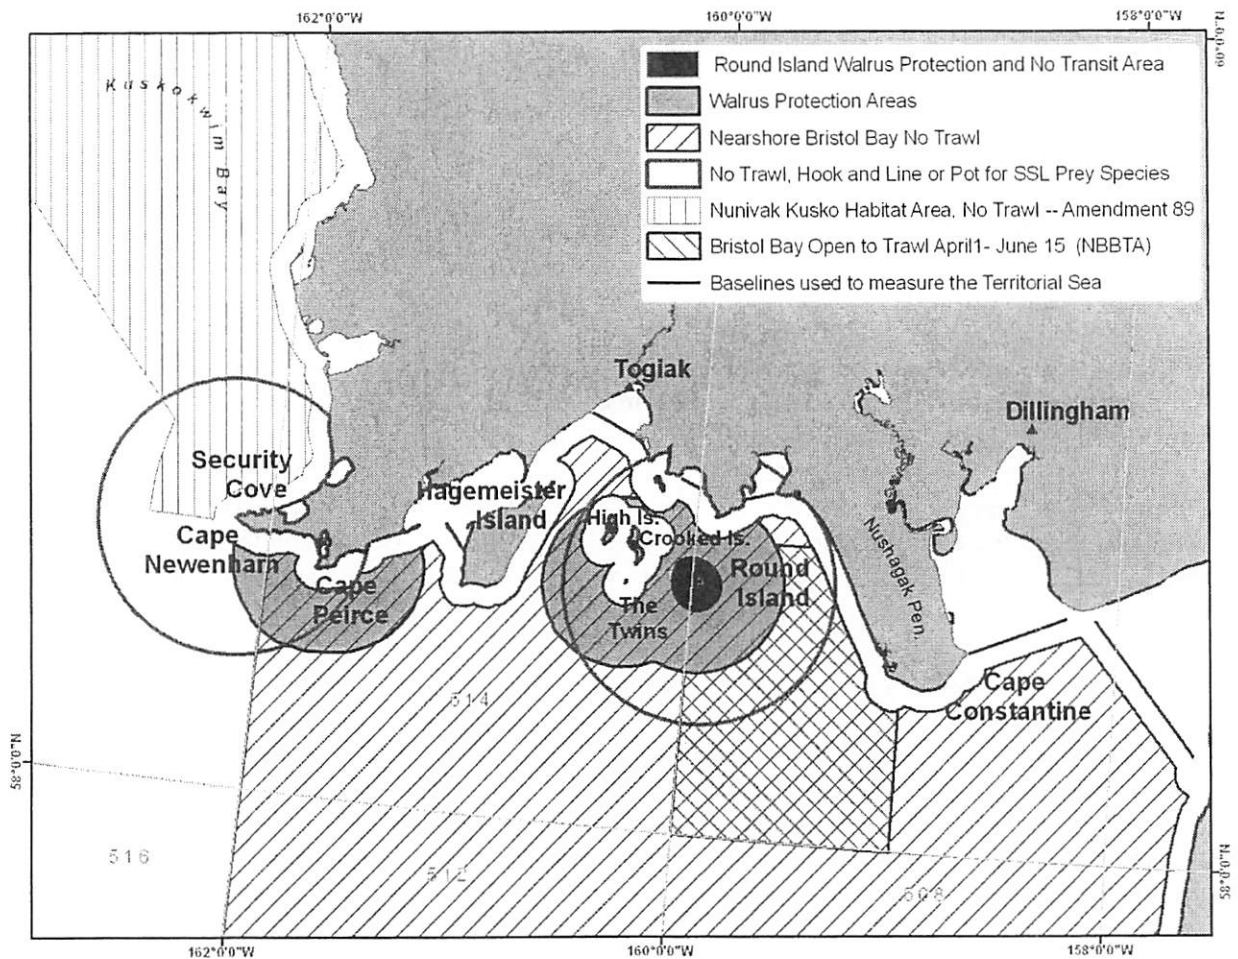 162°0'0"W
160°0'0"W
158°0'0"W
60°0'0"N
Kuskokwim Bay
Round Island Walrus Protection and No Transit Area
Walrus Protection Areas
Nearshore Bristol Bay No Trawl
No Trawl, Hook and Line or Pot for SSL Prey Species
Nunivak Kusko Habitat Area, No Trawl -- Amendment 89
Bristol Bay Open to Trawl April1- June 15 (NBBTA)
Baselines used to measure the Territorial Sea
Togiak
Dillingham
Security
Cove
Hagemeister
Island
High Is.
Crooked Is.
Cape
Newenham
Cape
Peirce
Round
Island
The
Twins
Nushagak Pen.
Cape
Constantine
514
58°0'0"N
516
512
508
58°0'0"N
162°0'0"W
160°0'0"W
158°0'0"W